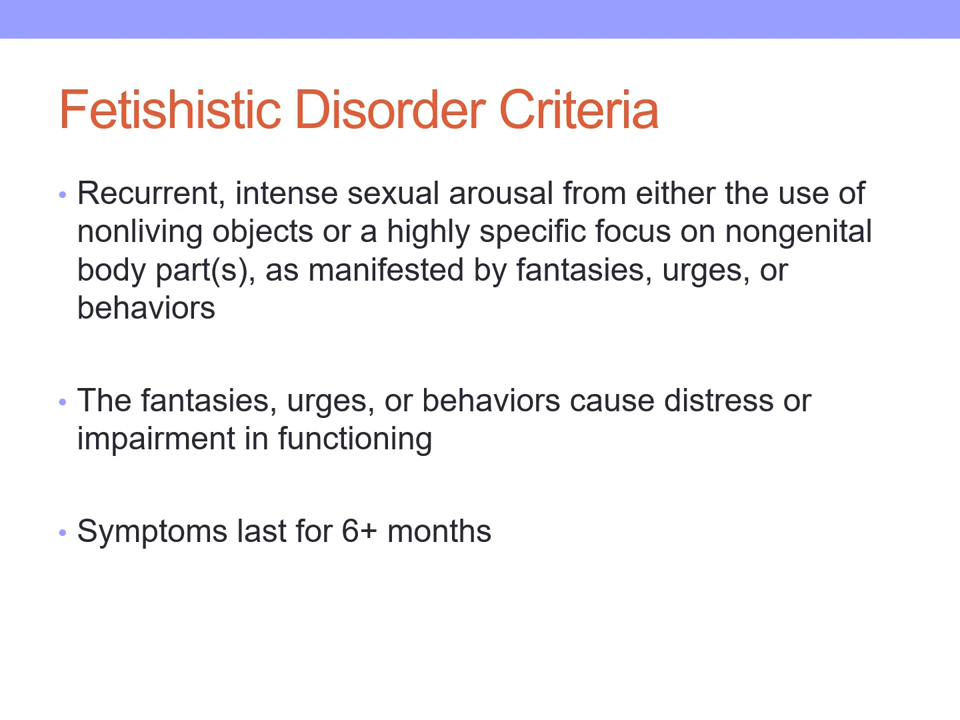 Fetishistic Disorder Criteria
• Recurrent, intense sexual arousal from either the use of
nonliving objects or a highly specific focus on nongenital
body part(s), as manifested by fantasies, urges, or
behaviors
• The fantasies, urges, or behaviors cause distress or
impairment in functioning
• Symptoms last for 6+ months